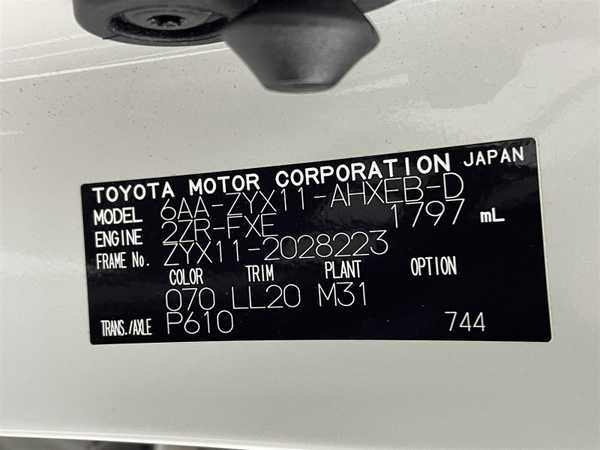 TOYOTA MOTOR CORPORATION JAPAN
MODEL 6AA-ZYX11-AHXEB-D
ENGINE 2ZR-FXE 1797 mL
FRAME No. ZYX11-2028223
COLOR TRIM PLANT OPTION
070 LL20 M31
TRANS./AXLE P610 744